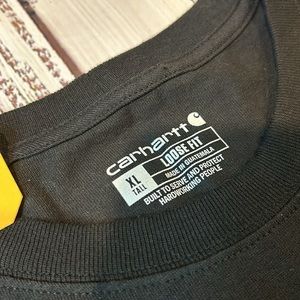 carhartt
XL
TALL
LOOSE FIT
MADE IN GUATEMALA
BUILT TO SERVE AND PROTECT
HARDWORKING PEOPLE